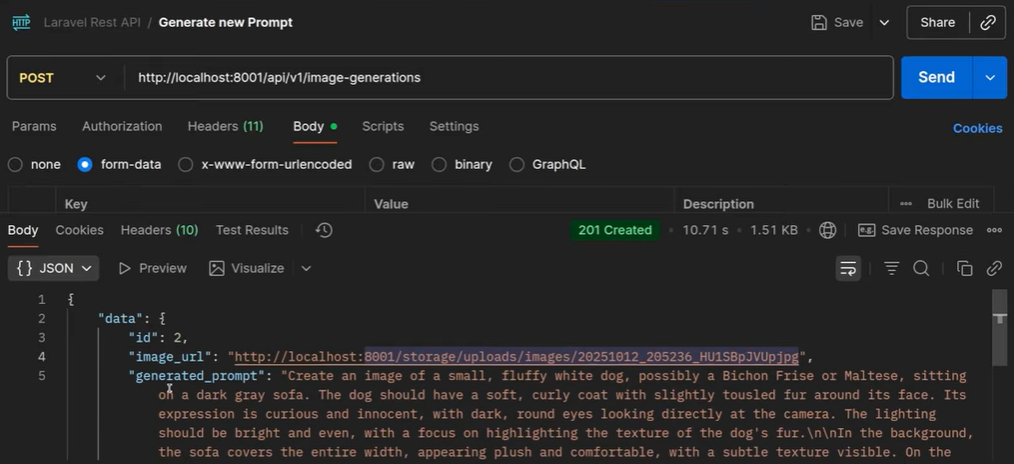 HTTP Laravel Rest API / Generate new Prompt Save Share
POST http://localhost:8001/api/v1/image-generations Send
Params Authorization Headers (11) Body Scripts Settings Cookies
none form-data x-www-form-urlencoded raw binary GraphQL
Key Value Description Bulk Edit
Body Cookies Headers (10) Test Results 201 Created 10.71 s 1.51 KB Save Response
{} JSON Preview Visualize
1 {
2 "data": {
3 "id": 2,
4 "image_url": "http://localhost:8001/storage/uploads/images/20251012_205236_HU1SBpJVUpjpg",
5 "generated_prompt": "Create an image of a small, fluffy white dog, possibly a Bichon Frise or Maltese, sitting
on a dark gray sofa. The dog should have a soft, curly coat with slightly tousled fur around its face. Its
expression is curious and innocent, with dark, round eyes looking directly at the camera. The lighting
should be bright and even, with a focus on highlighting the texture of the dog's fur.\n\nIn the background,
the sofa covers the entire width, appearing plush and comfortable, with a subtle texture visible. On the